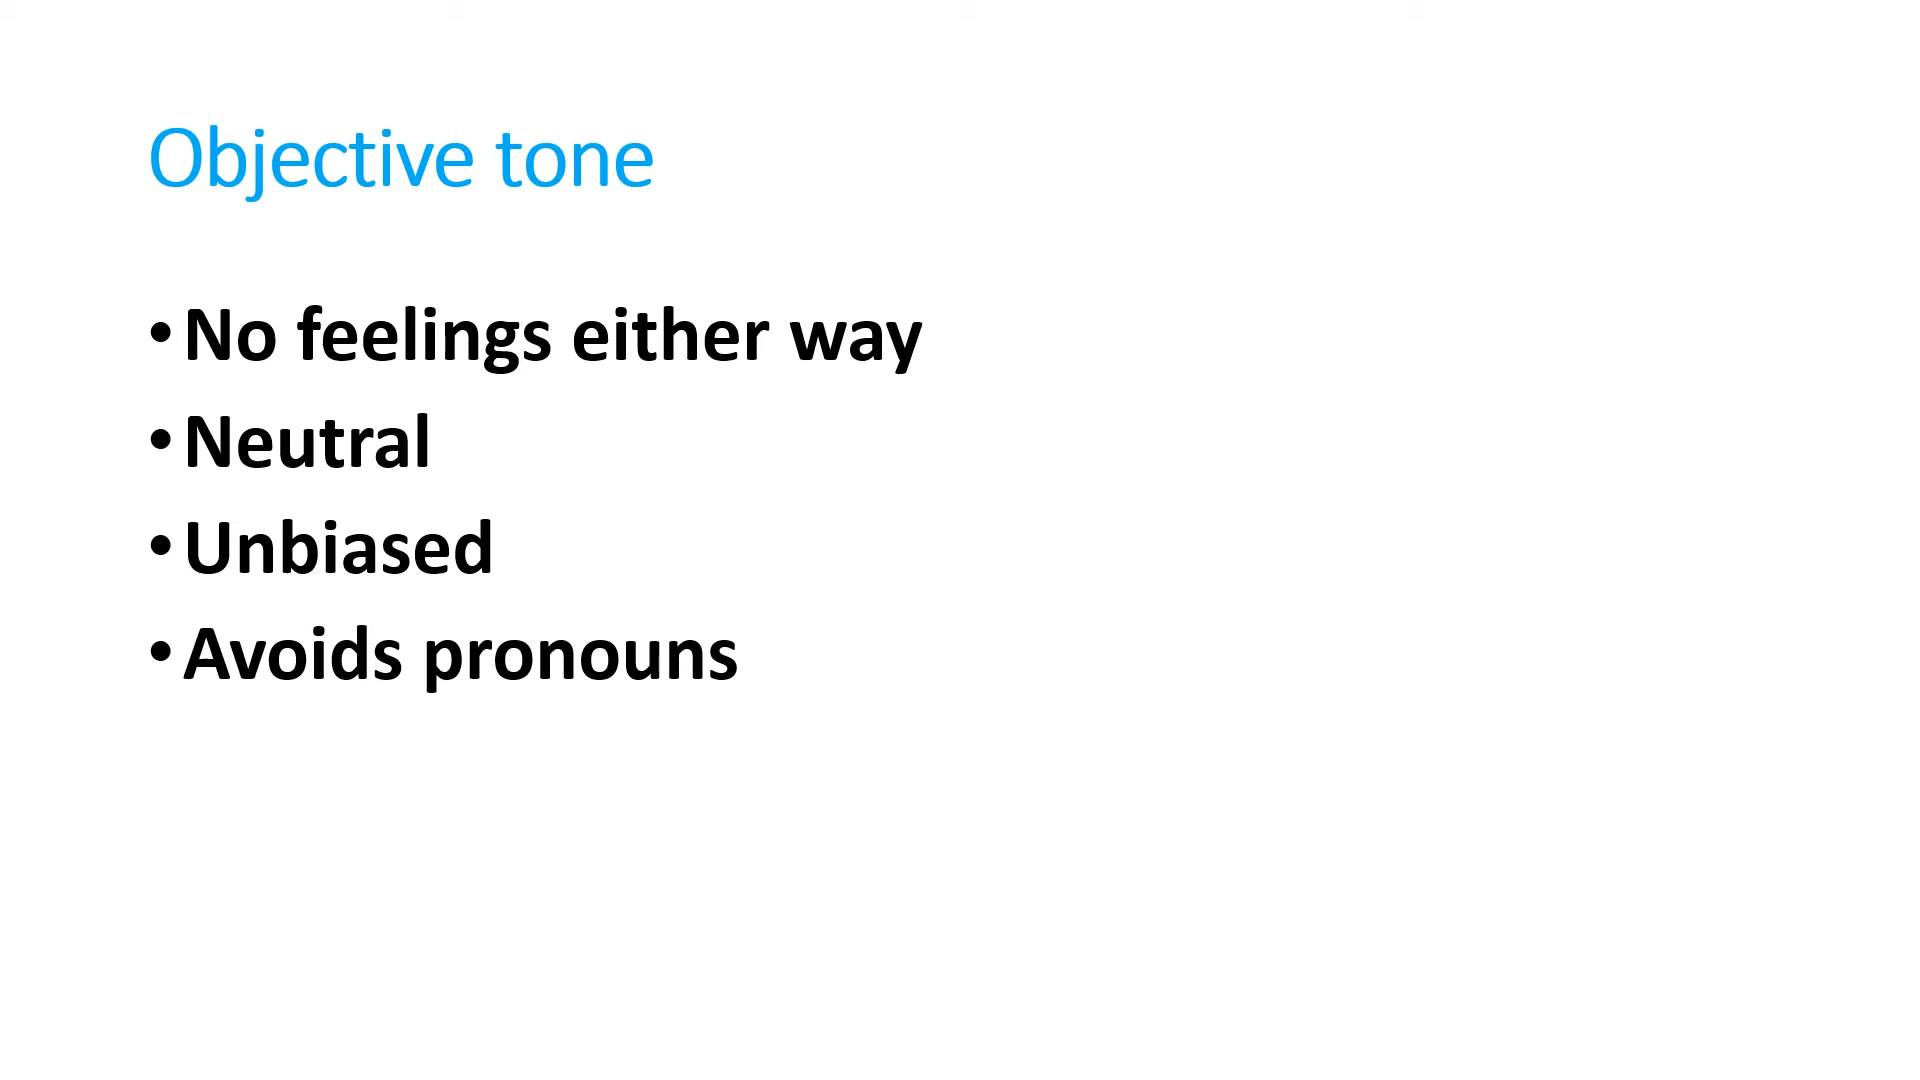 Objective tone
• No feelings either way
• Neutral
• Unbiased
• Avoids pronouns